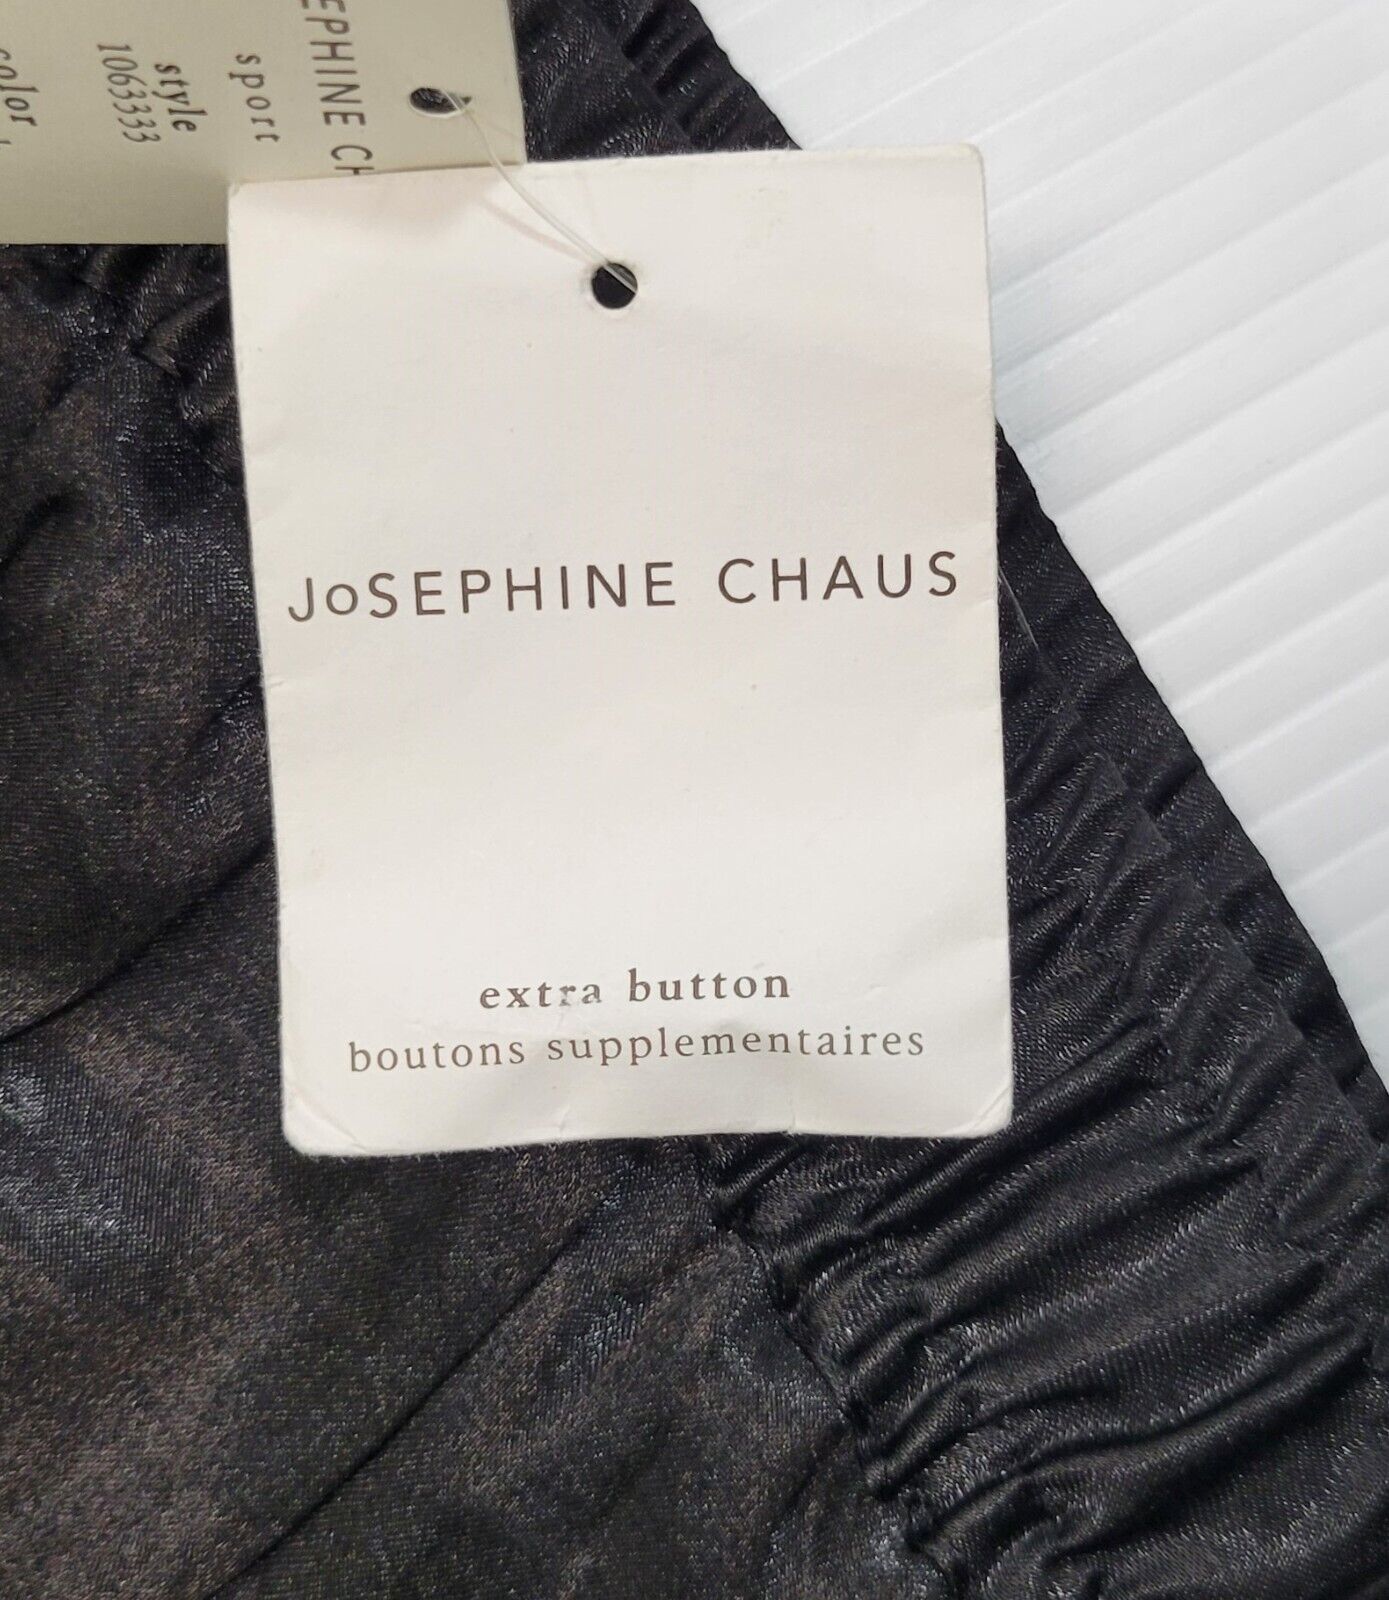 EPHINE CH
sport
style
1063333
color
JoSEPHINE CHAUS
extra button
boutons supplementaires